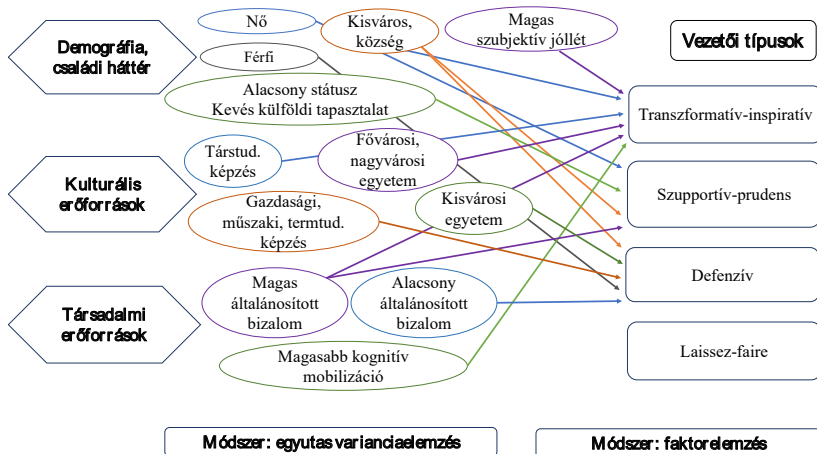 Demográfia,
családi háttér
Nő
Férfi
Kisváros,
község
Magas
szubjektív jóllét
Alacsony státusz
Kevés külföldi tapasztalat
Kulturális
erőforrások
Társtud.
képzés
Fővárosi,
nagyvárosi
egyetem
Gazdasági,
műszaki, termtud.
képzés
Kisvárosi
egyetem
Társadalmi
erőforrások
Magas
általánosított
bizalom
Alacsony
általánosított
bizalom
Magasabb kognitív
mobilizáció
Vezetői típusok
Transzformatív-inspiratív
Szupportív-prudens
Defenzív
Laissez-faire
Módszer: egyutas varianciaelemzés
Módszer: faktorelemzés